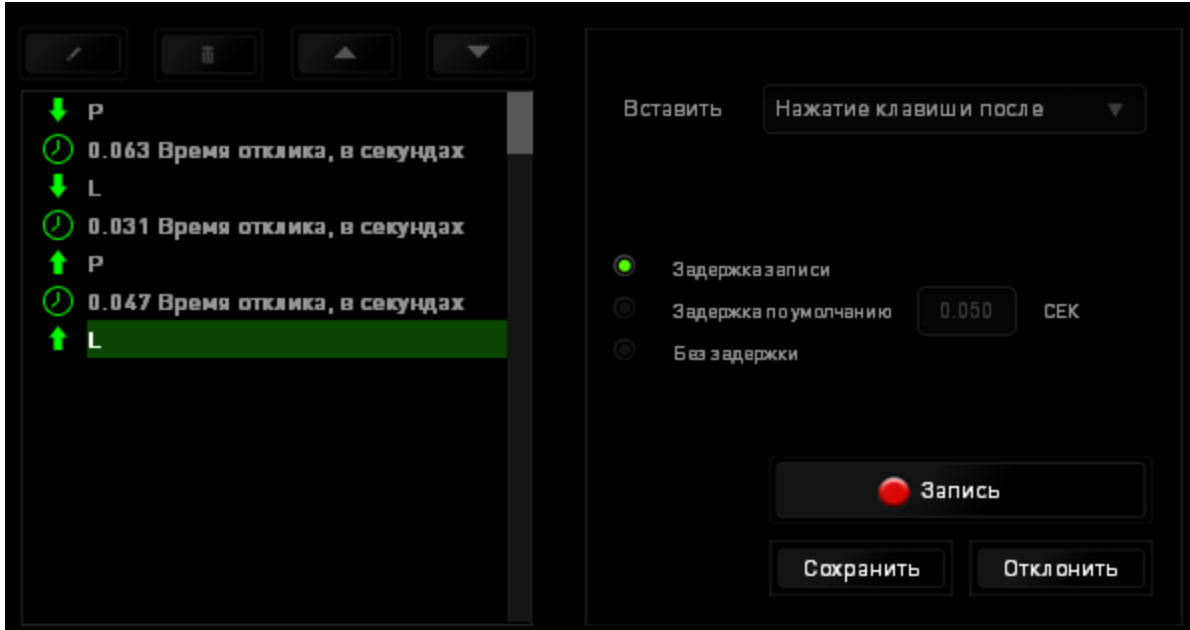 P
0.063 Время отклика, в секундах
L
0.031 Время отклика, в секундах
P
0.047 Время отклика, в секундах
L
Вставить Нажатие клавиши после
Задержка записи
Задержка по умолчанию 0.050 СЕК
Без задержки
Запись
Сохранить Отклонить